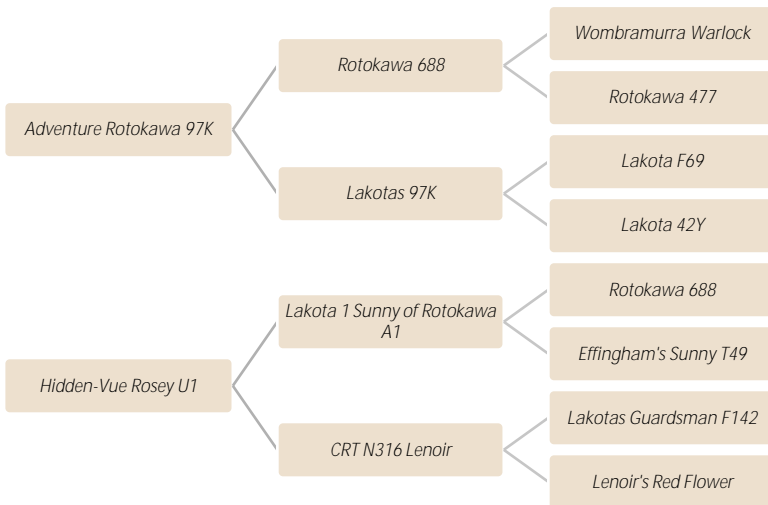 Wombramurra Warlock
Rotokawa 688
Rotokawa 477
Adventure Rotokawa 97K
Lakota F69
Lakotas 97K
Lakota 42Y
Rotokawa 688
Lakota 1 Sunny of Rotokawa
A1
Effingham's Sunny T49
Hidden-Vue Rosey U1
Lakotas Guardsman F142
CRT N316 Lenoir
Lenoir's Red Flower